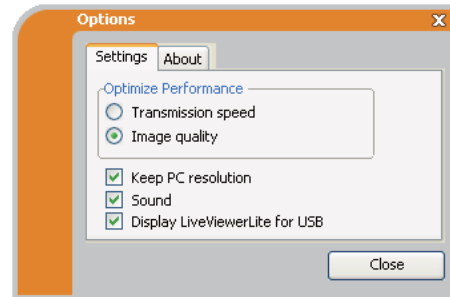 Options
Settings About
Optimize Performance
Transmission speed
Image quality
Keep PC resolution
Sound
Display LiveViewerLite for USB
Close